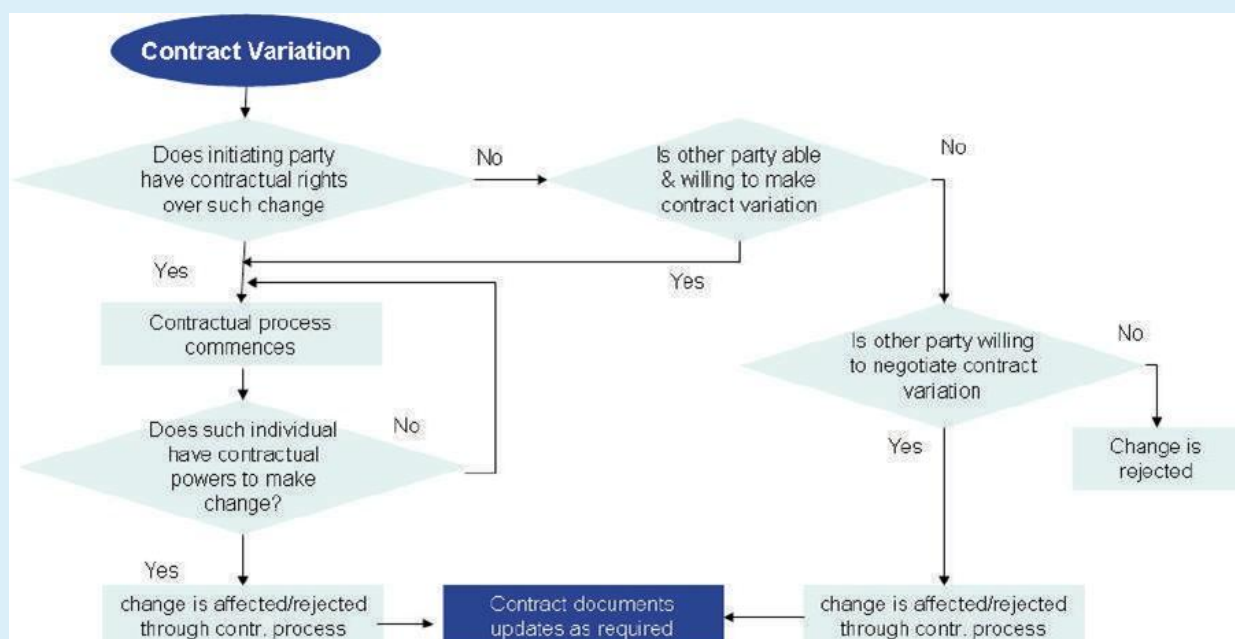 Contract Variation
Does initiating party
have contractual rights
over such change
No
Is other party able
& willing to make
contract variation
No
Yes
Yes
Contractual process
commences
Is other party willing
to negotiate contract
variation
No
Does such individual
have contractual
powers to make
change?
No
Yes
Change is
rejected
Yes
change is affected/rejected
through contr. process
Contract documents
updates as required
change is affected/rejected
through contr. process